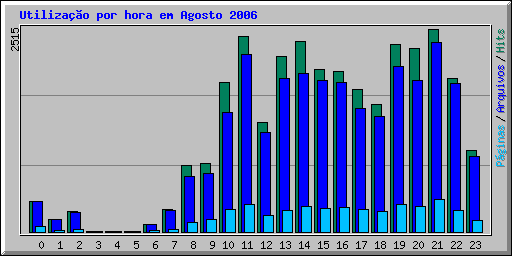 Utilização por hora em Agosto 2006
2515
Páginas / Arquivos / Hits
0 1 2 3 4 5 6 7 8 9 10 11 12 13 14 15 16 17 18 19 20 21 22 23